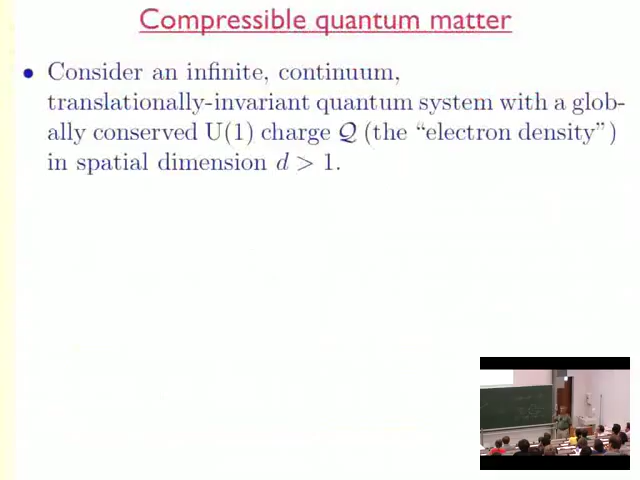 Compressible quantum matter
• Consider an infinite, continuum,
translationally-invariant quantum system with a glob-
ally conserved U(1) charge 𝒬 (the “electron density”)
in spatial dimension d > 1.